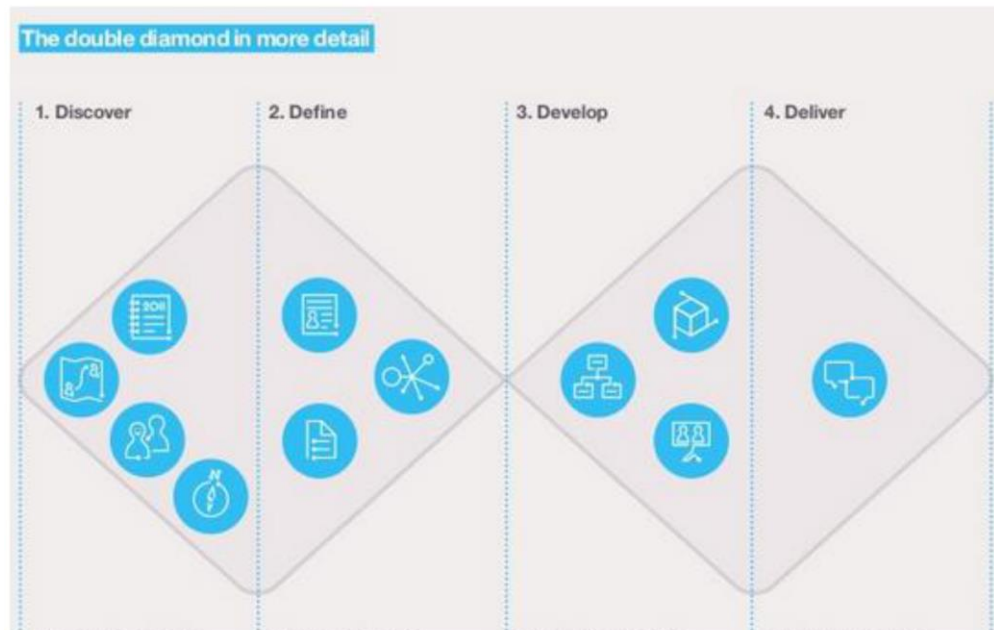 The double diamond in more detail
1. Discover
2. Define
3. Develop
4. Deliver
a
a
N